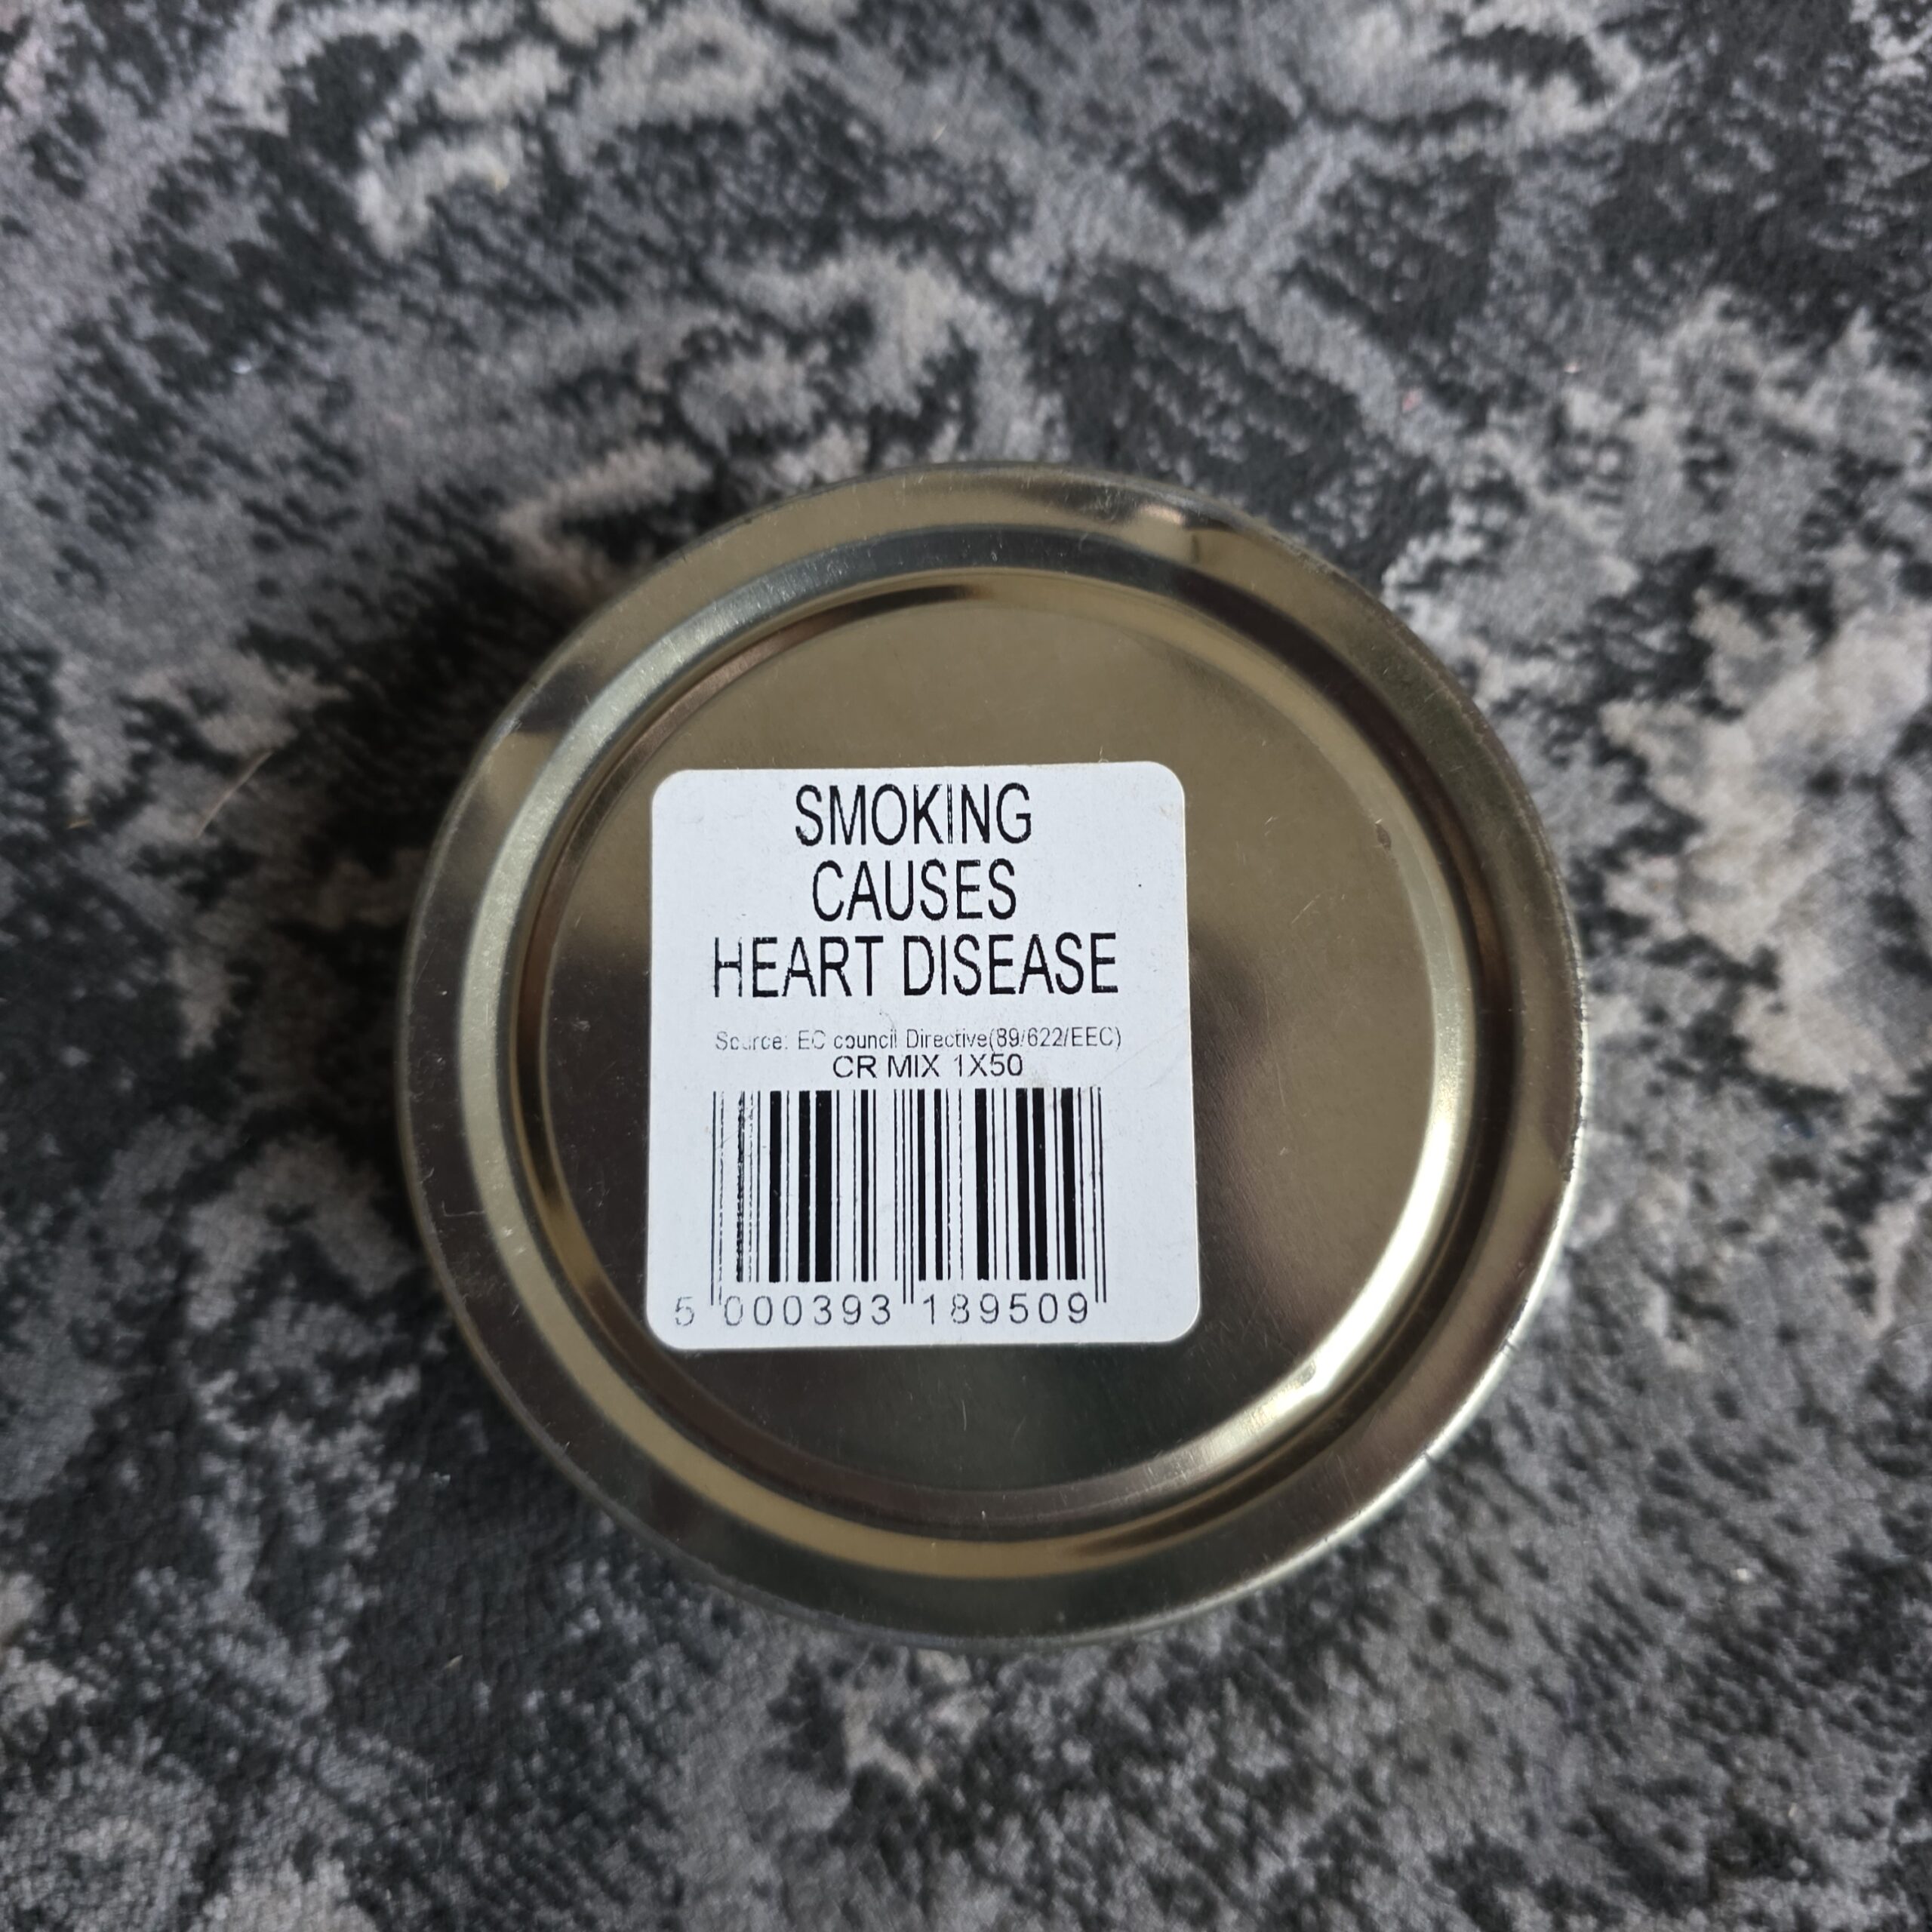 SMOKING
CAUSES
HEART DISEASE
Source: EC council Directive(89/622/EEC)
CR MIX 1X50
5 000393 189509